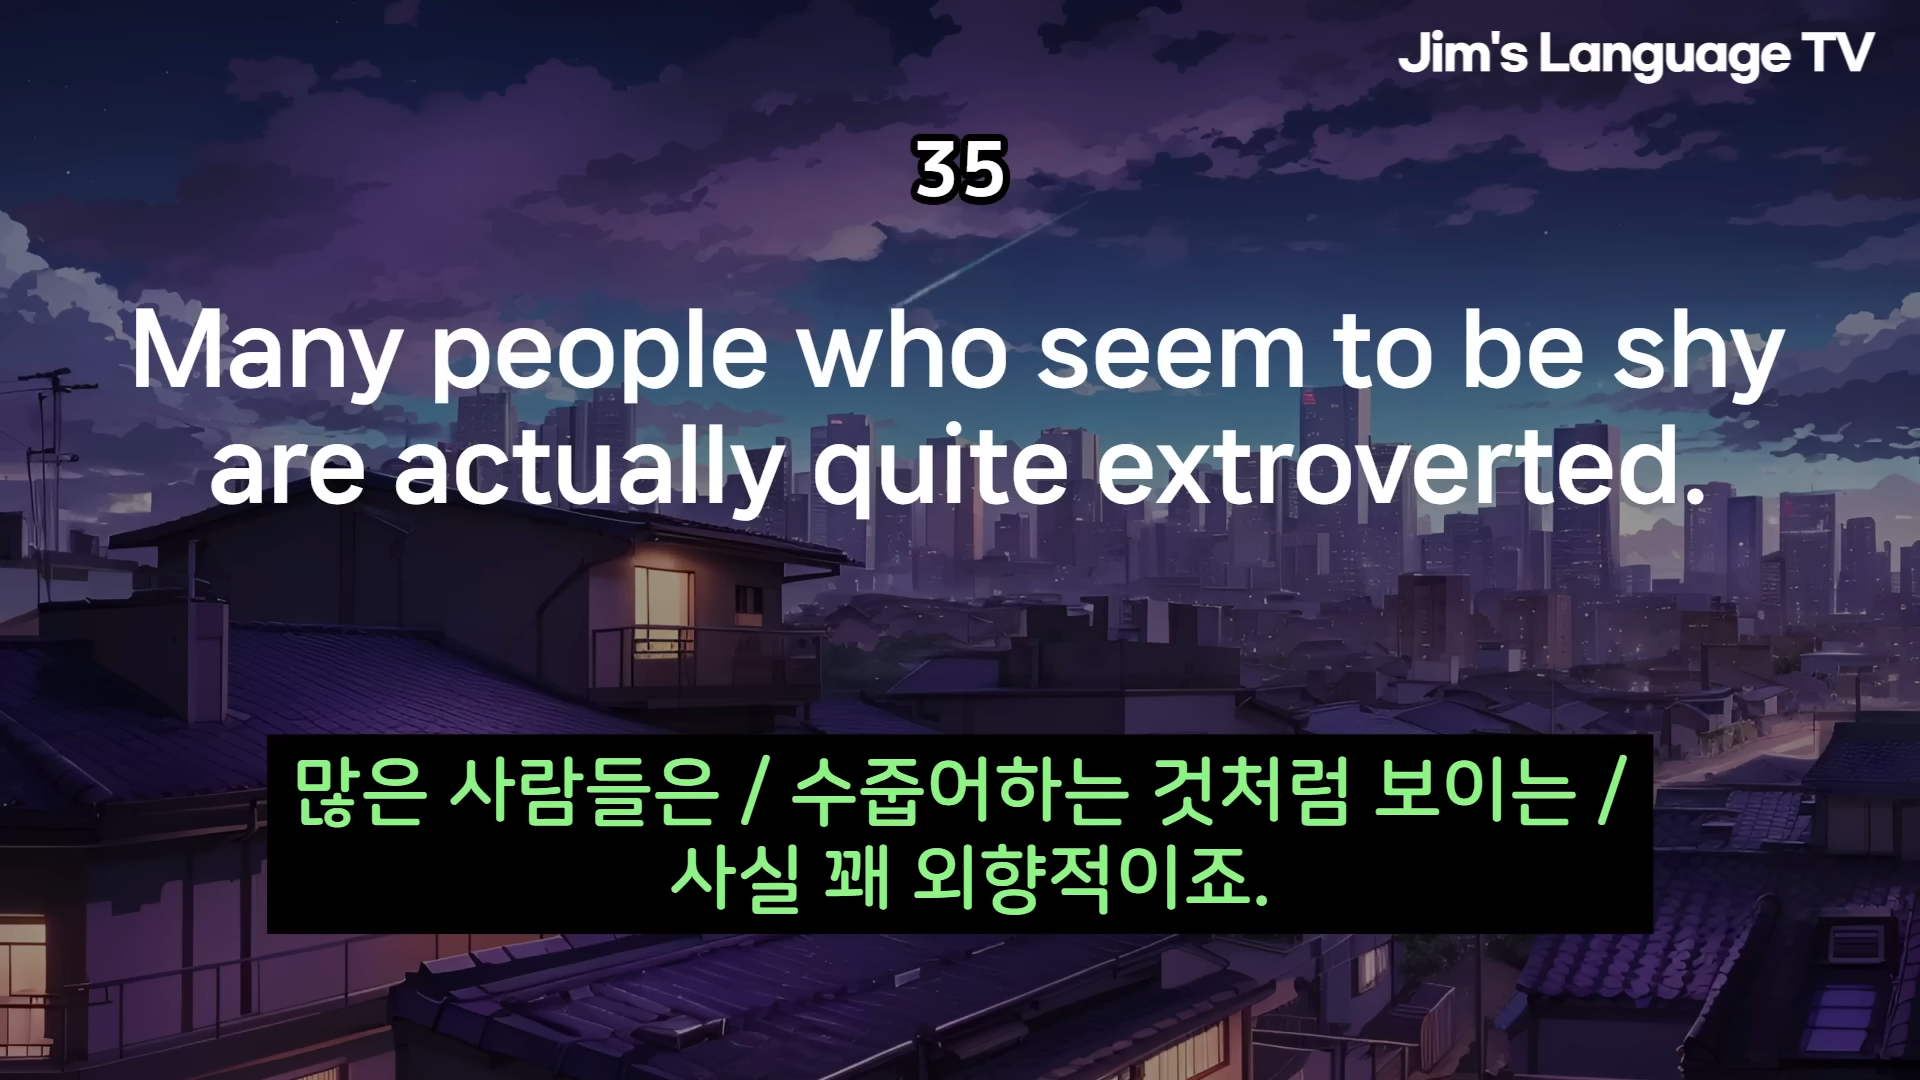 Jim's Language TV
35
Many people who seem to be shy
are actually quite extroverted.
많은 사람들은 / 수줍어하는 것처럼 보이는 /
사실 꽤 외향적이죠.